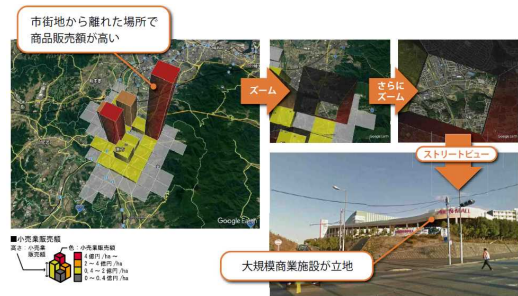 市街地から離れた場所で
商品販売額が高い
ズーム
さらに
ズーム
Google Earth
Google Earth
Google Earth
ストリートビュー
■小売業販売額
高さ：小売業
販売額
色：小売業販売額
4 億円 /ha ～
2 ～ 4 億円 /ha
0.4 ～ 2 億円 /ha
0 ～ 0.4 億円 /ha
大規模商業施設が立地